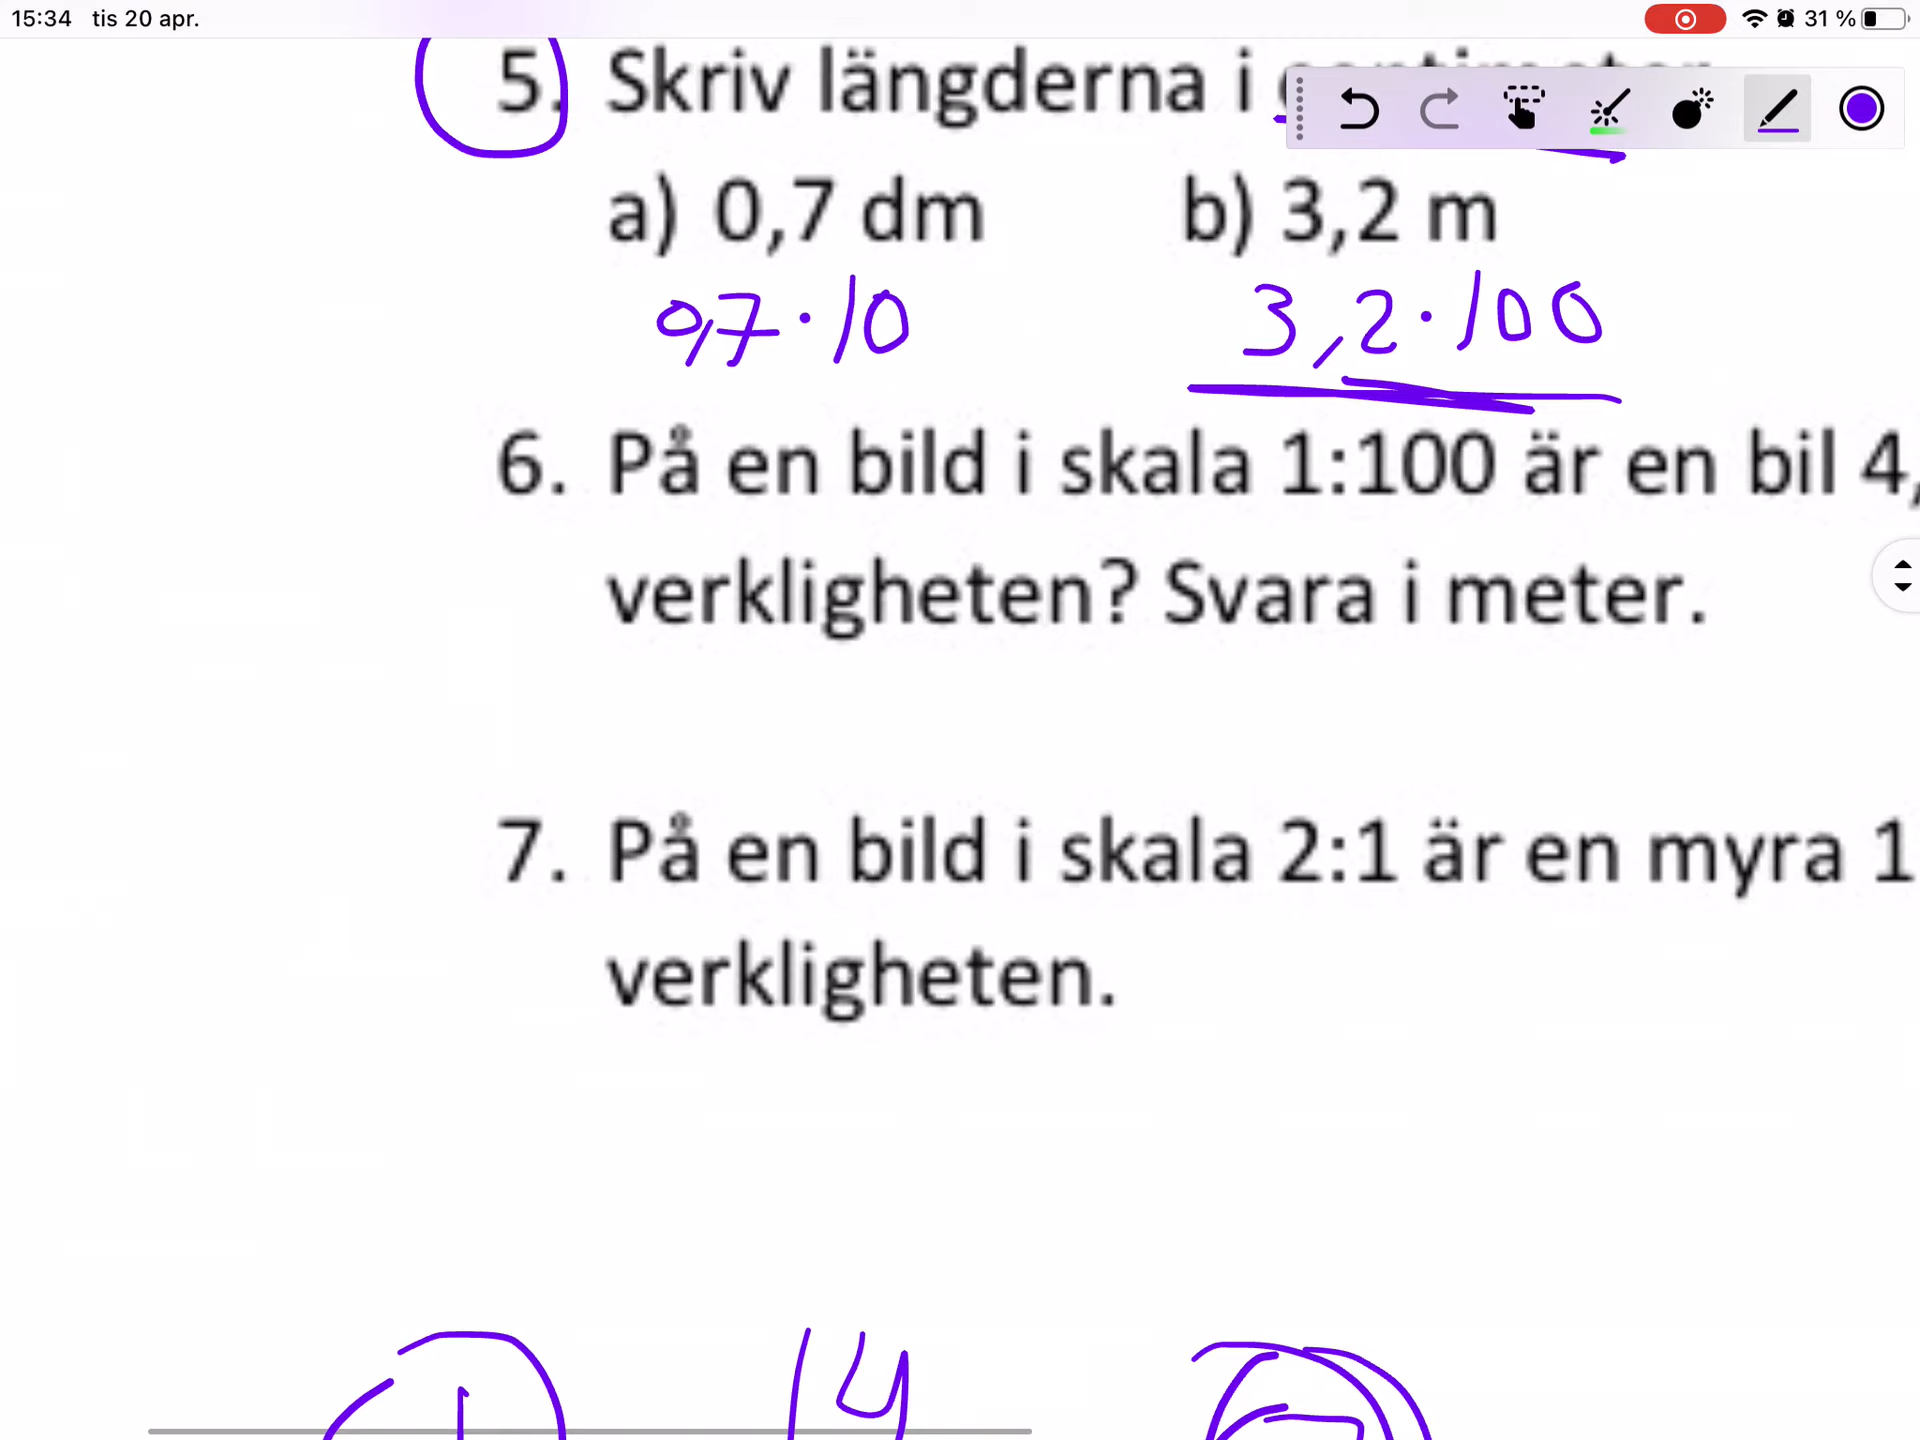 15:34 tis 20 apr. 31 %
5. Skriv längderna i
a) 0,7 dm b) 3,2 m
0,7 · 10 3,2 · 100
6. På en bild i skala 1:100 är en bil 4,
verkligheten? Svara i meter.
7. På en bild i skala 2:1 är en myra 1
verkligheten.
14